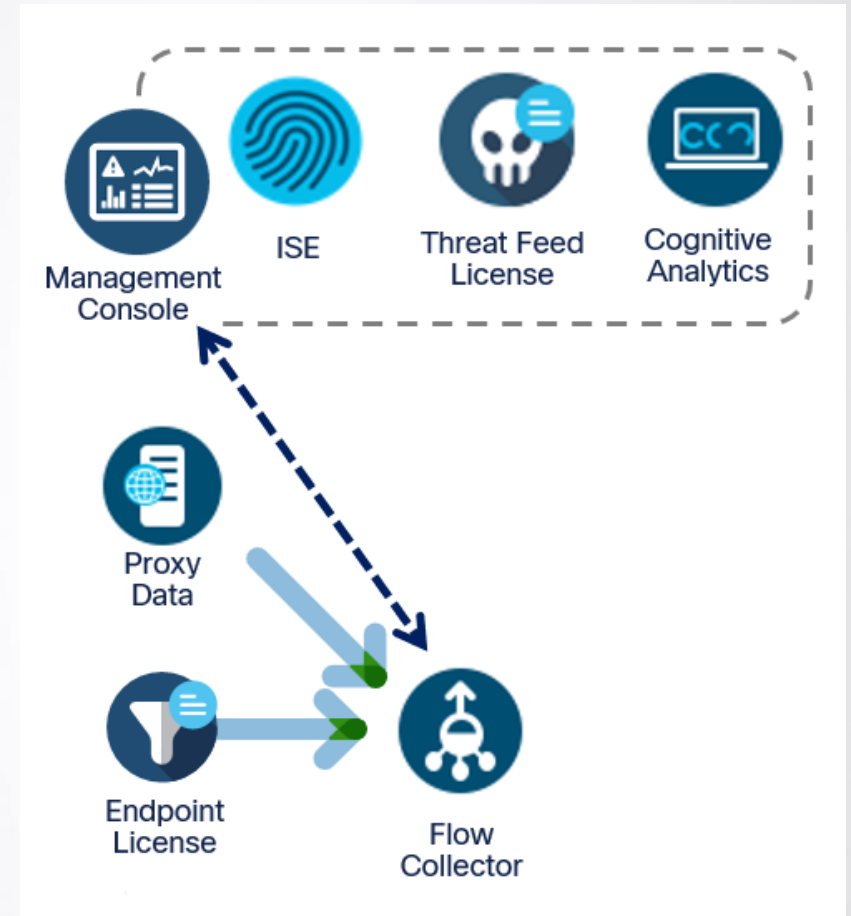 Management
Console
ISE
Threat Feed
License
Cognitive
Analytics
Proxy
Data
Endpoint
License
Flow
Collector